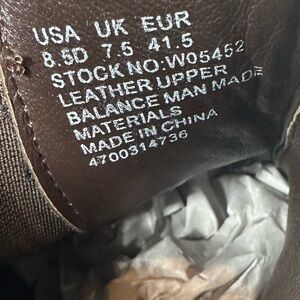 USA UK EUR
8.5D 7.5 41.5
STOCK NO:W05452
LEATHER UPPER
BALANCE MAN MADE
MATERIALS
MADE IN CHINA
4700314736